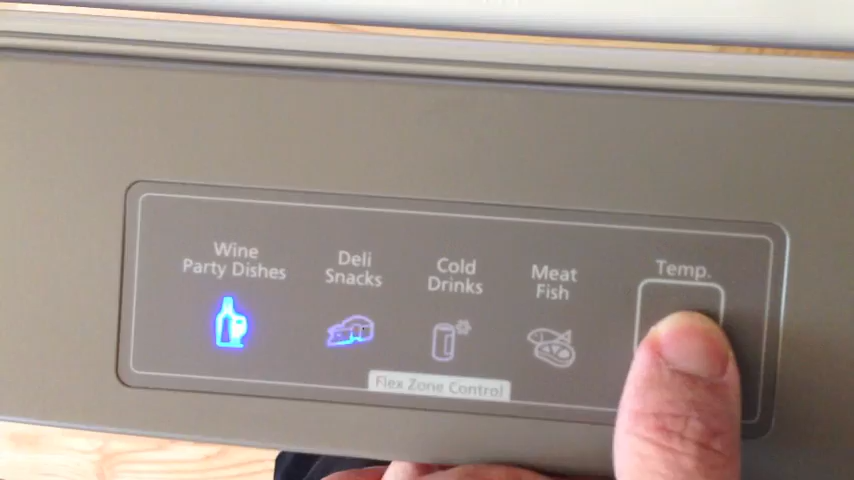 Wine
Party Dishes
Deli
Snacks
Cold
Drinks
Meat
Fish
Temp.
Flex Zone Control